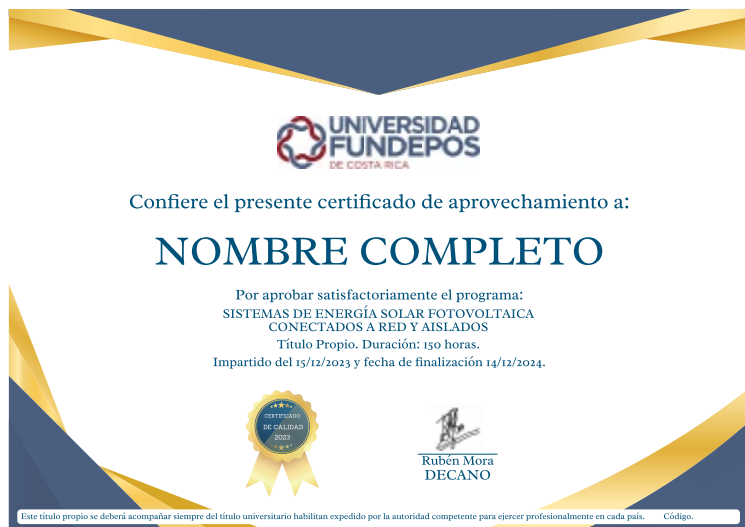 UNIVERSIDAD
FUNDEPOS
DE COSTA RICA
Confiere el presente certificado de aprovechamiento a:
NOMBRE COMPLETO
Por aprobar satisfactoriamente el programa:
SISTEMAS DE ENERGÍA SOLAR FOTOVOLTAICA
CONECTADOS A RED Y AISLADOS
Título Propio. Duración: 150 horas.
Impartido del 15/12/2023 y fecha de finalización 14/12/2024.
CERTIFICADO
DE CALIDAD
2023
Rubén Mora
DECANO
Este título propio se deberá acompañar siempre del título universitario habilitan expedido por la autoridad competente para ejercer profesionalmente en cada país. Código.